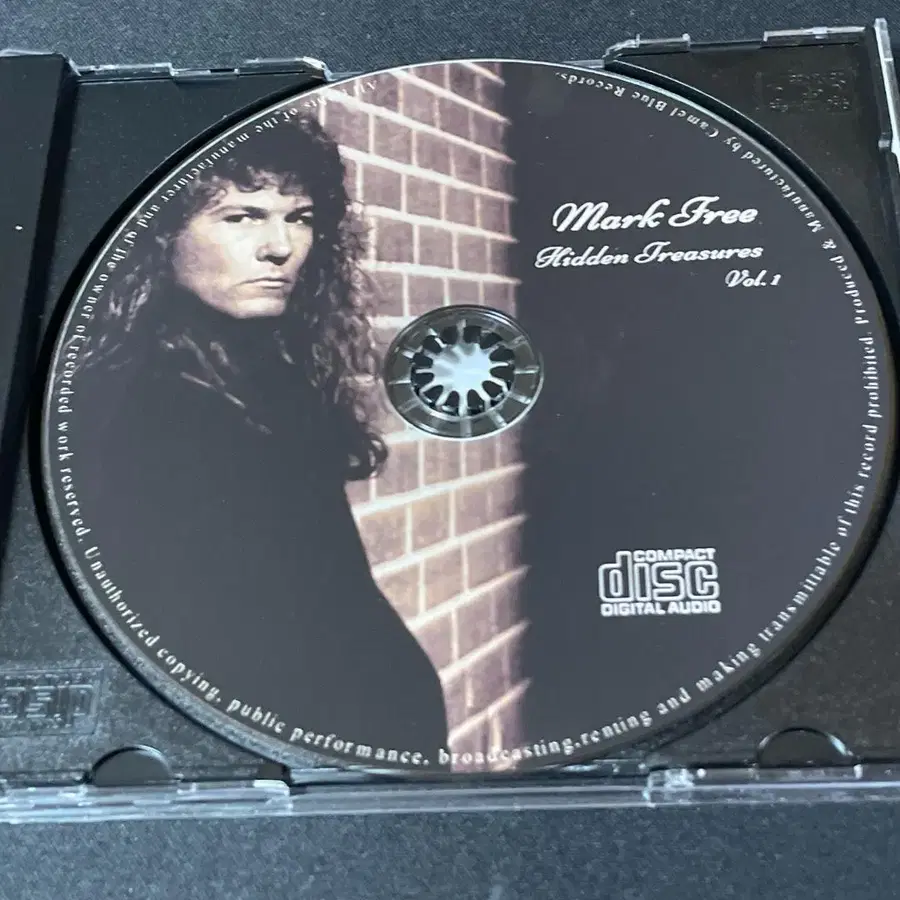 Mark Free
Hidden Treasures
Vol. 1
COMPACT
disc
DIGITAL AUDIO
of the manufacturer and of the owner of recorded work reserved. Unauthorized copying, public performance, broadcasting,renting and making transmittable of this record prohibited. Produced & Manufactured by Camel Blue Records.
disc